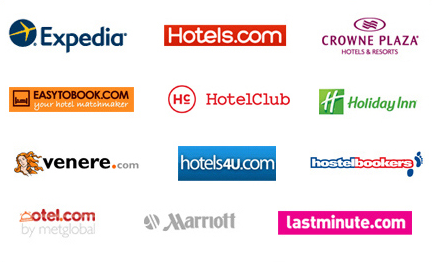 Expedia
Hotels.com
CROWNE PLAZA
HOTELS & RESORTS
EASYTOBOOK.COM
your hotel matchmaker
HC HotelClub
H Holiday Inn
venere.com
hotels4U.com
hostelbookers
otel.com
by metglobal
Marriott
lastminute.com